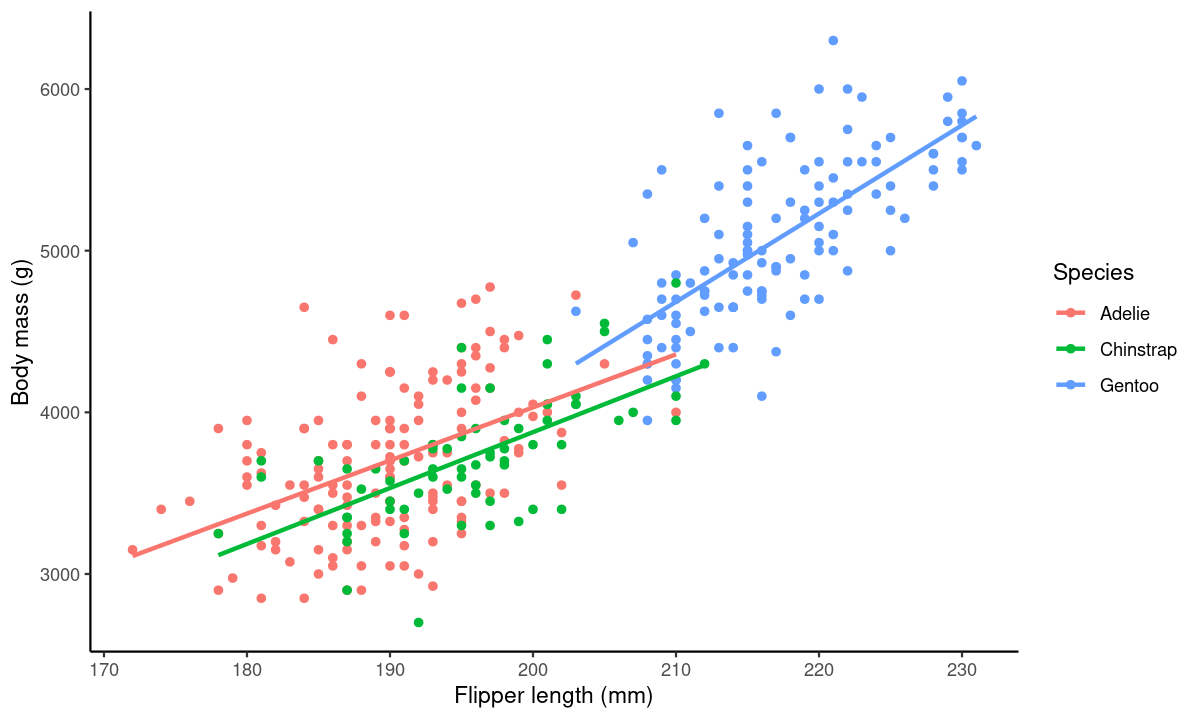 6000
5000
4000
3000
Body mass (g)
170 180 190 200 210 220 230
Flipper length (mm)
Species
Adelie
Chinstrap
Gentoo